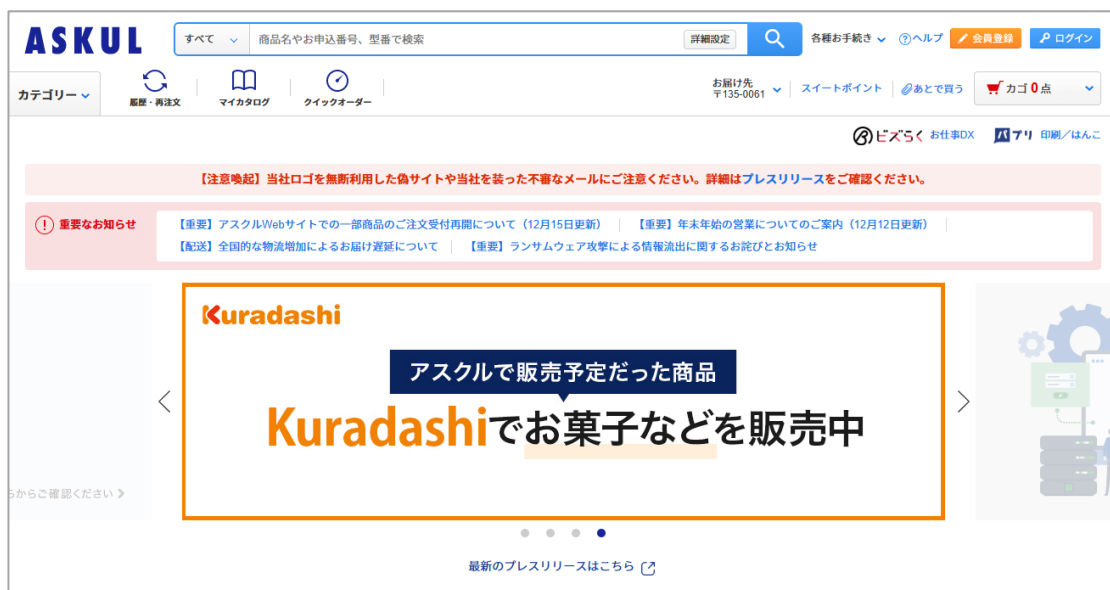 ASKUL
すべて 商品名やお申込番号、型番で検索 詳細設定 各種お手続き ヘルプ 会員登録 ログイン
カテゴリー 履歴・再注文 マイカタログ クイックオーダー お届け先 〒135-0061 スイートポイント あとで買う カゴ 0 点
ビズらく お仕事DX パプリ 印刷／はんこ
【注意喚起】当社ロゴを無断利用した偽サイトや当社を装った不審なメールにご注意ください。詳細はプレスリリースをご確認ください。
重要なお知らせ
【重要】アスクルWebサイトでの一部商品のご注文受付再開について（12月15日更新） 【重要】年末年始の営業についてのご案内（12月12日更新）
【配送】全国的な物流増加によるお届け遅延について 【重要】ランサムウェア攻撃による情報流出に関するお詫びとお知らせ
Kuradashi
アスクルで販売予定だった商品
Kuradashiでお菓子などを販売中
らからご確認ください
最新のプレスリリースはこちら